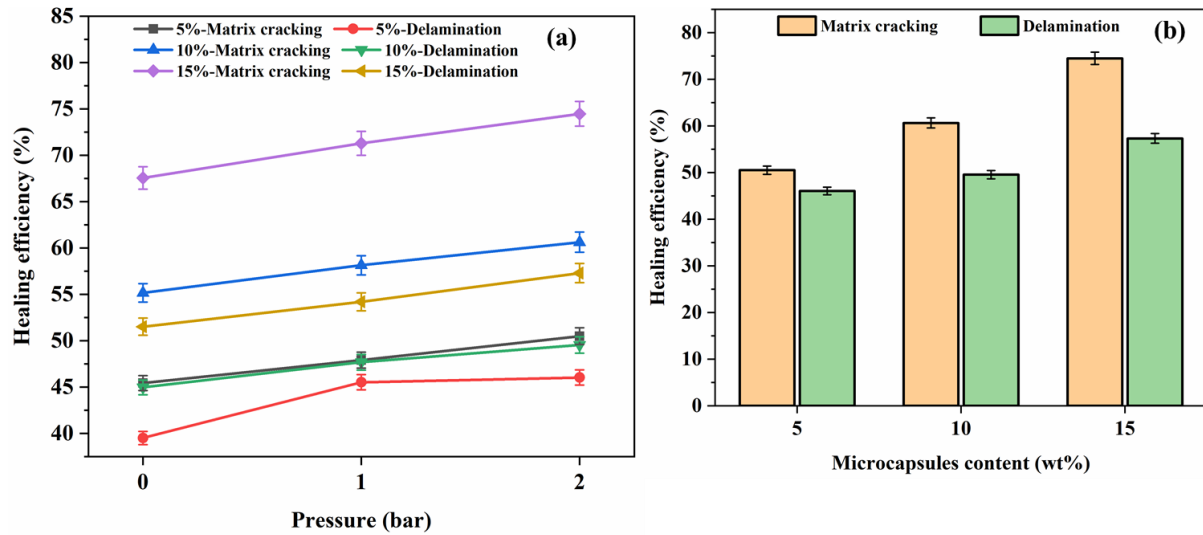 85
80
75
70
65
60
55
50
45
40
Healing efficiency (%)
5%-Matrix cracking 5%-Delamination
10%-Matrix cracking 10%-Delamination
15%-Matrix cracking 15%-Delamination
(a)
0 1 2
Pressure (bar)
80
70
60
50
40
30
20
10
0
Healing efficiency (%)
Matrix cracking Delamination
(b)
5 10 15
Microcapsules content (wt%)